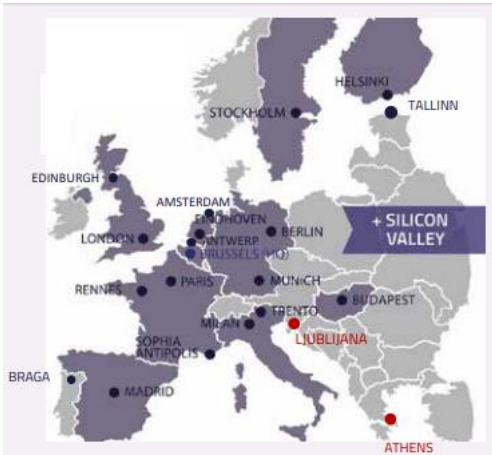 HELSINKI
TALLINN
STOCKHOLM
EDINBURGH
AMSTERDAM
EINDHOVEN
LONDON
ANTWERP
BERLIN
+ SILICON
VALLEY
BRUSSELS (HQ)
PARIS
MUNICH
RENNES
BUDAPEST
TRENTO
MILAN
LJUBLIJANA
SOPHIA
ANTIPOLIS
BRAGA
MADRID
ATHENS